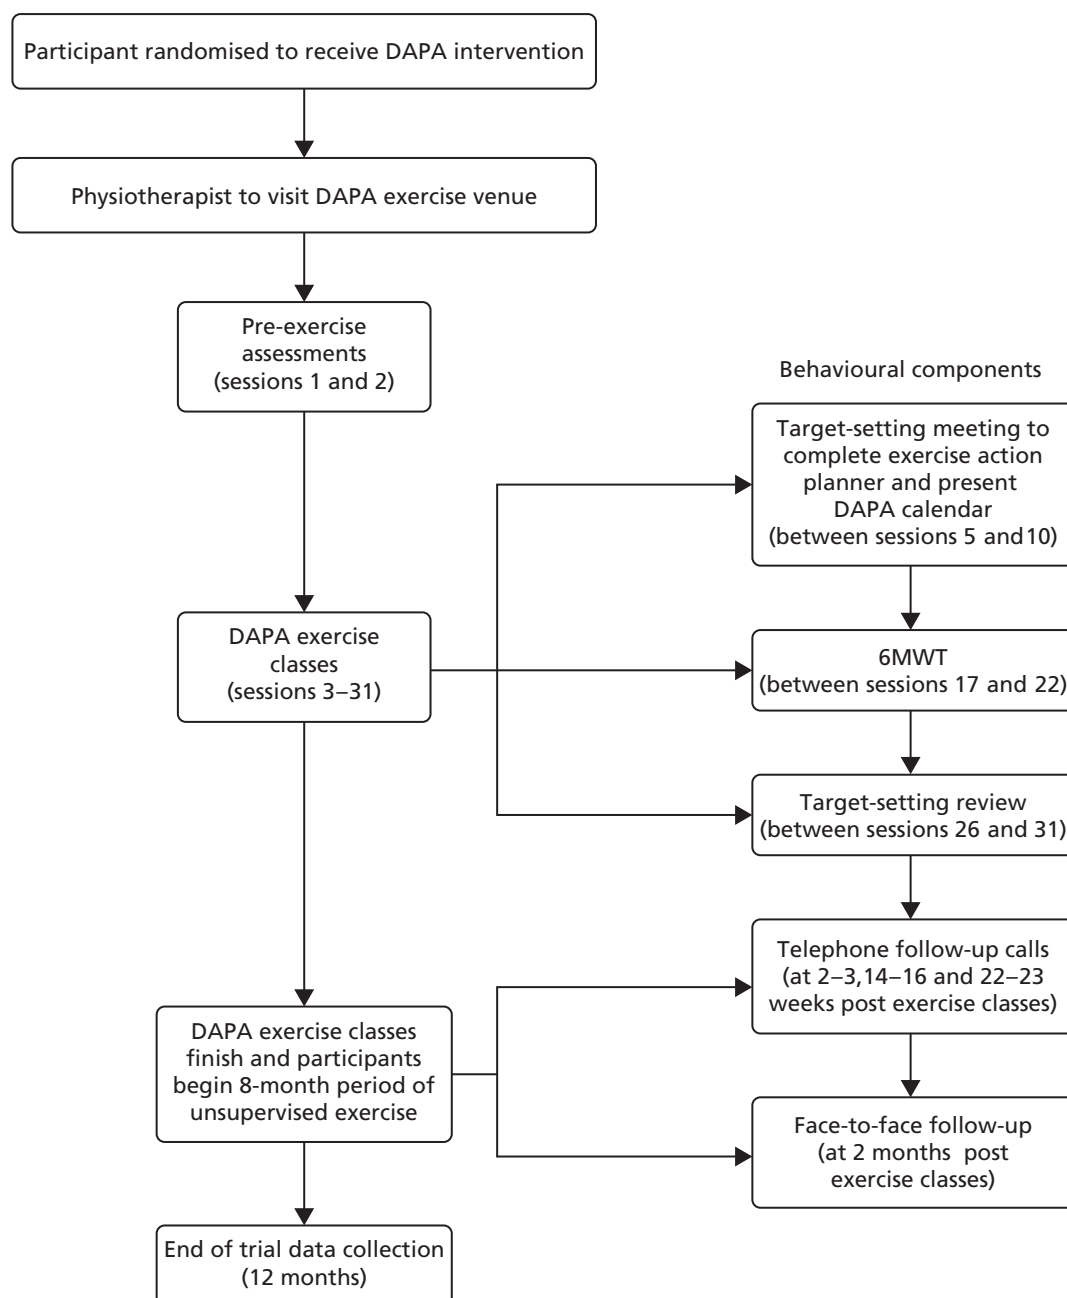 Participant randomised to receive DAPA intervention
Physiotherapist to visit DAPA exercise venue
Pre-exercise
assessments
(sessions 1 and 2)
DAPA exercise
classes
(sessions 3–31)
DAPA exercise classes
finish and participants
begin 8-month period of
unsupervised exercise
End of trial data collection
(12 months)
Behavioural components
Target-setting meeting to
complete exercise action
planner and present
DAPA calendar
(between sessions 5 and10)
6MWT
(between sessions 17 and 22)
Target-setting review
(between sessions 26 and 31)
Telephone follow-up calls
(at 2–3,14–16 and 22–23
weeks post exercise classes)
Face-to-face follow-up
(at 2 months post
exercise classes)